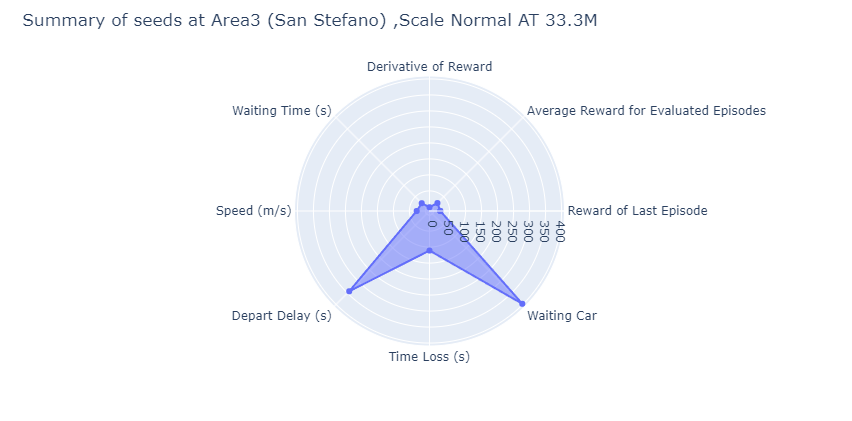 Summary of seeds at Area3 (San Stefano) ,Scale Normal AT 33.3M
Derivative of Reward
Waiting Time (s)
Average Reward for Evaluated Episodes
Speed (m/s)
Reward of Last Episode
0
50
100
150
200
250
300
350
400
Depart Delay (s)
Waiting Car
Time Loss (s)